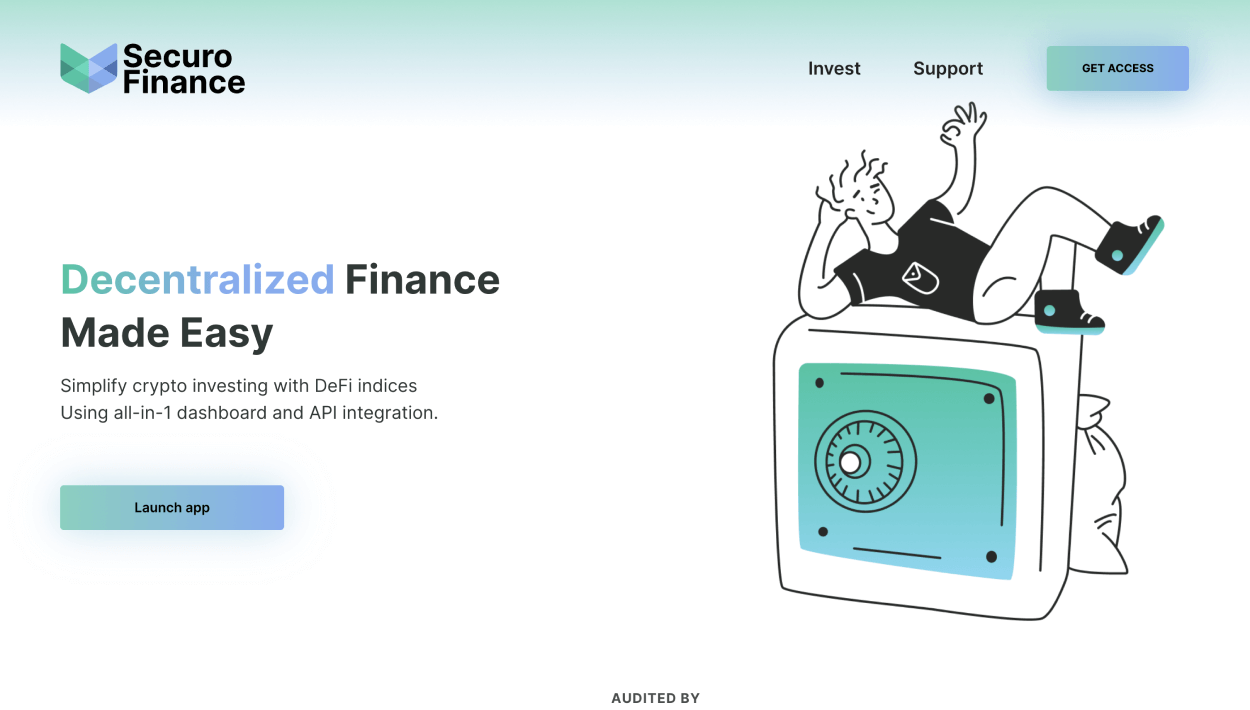 Securo
Finance
Invest
Support
GET ACCESS
Decentralized Finance
Made Easy
Simplify crypto investing with DeFi indices
Using all-in-1 dashboard and API integration.
Launch app
AUDITED BY